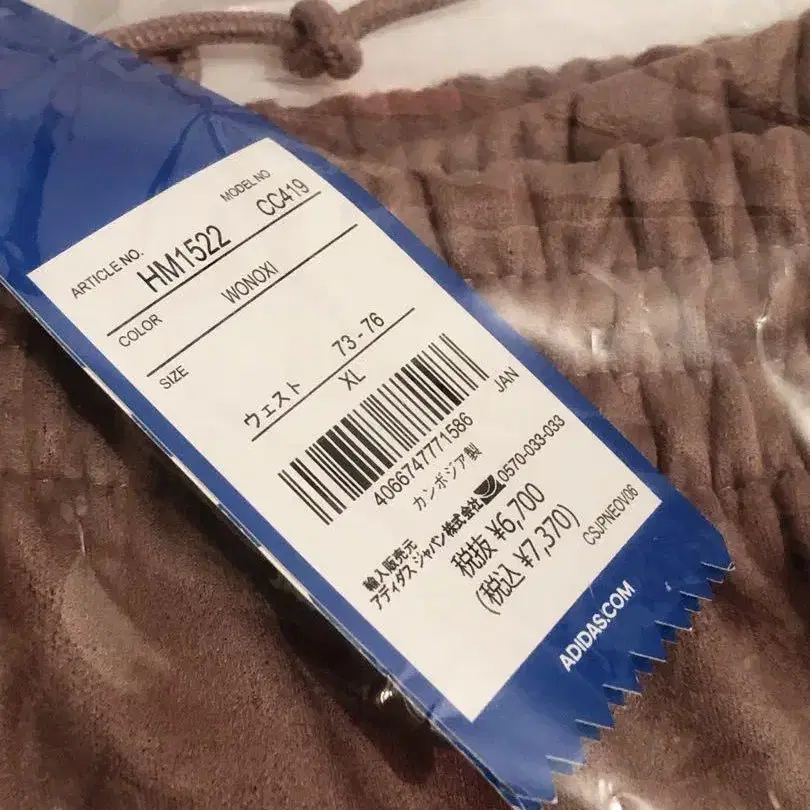 ARTICLE NO. MODEL NO.
HM1522 CC419
COLOR WONOXI
SIZE
ウェスト 73-76
XL
JAN
4066747771586
カンボジア製
輸入販売元
アディダス ジャパン株式会社 0570-033-033
税抜 ¥6,700
(税込 ¥7,370)
CSJPNEOV06
ADIDAS.COM